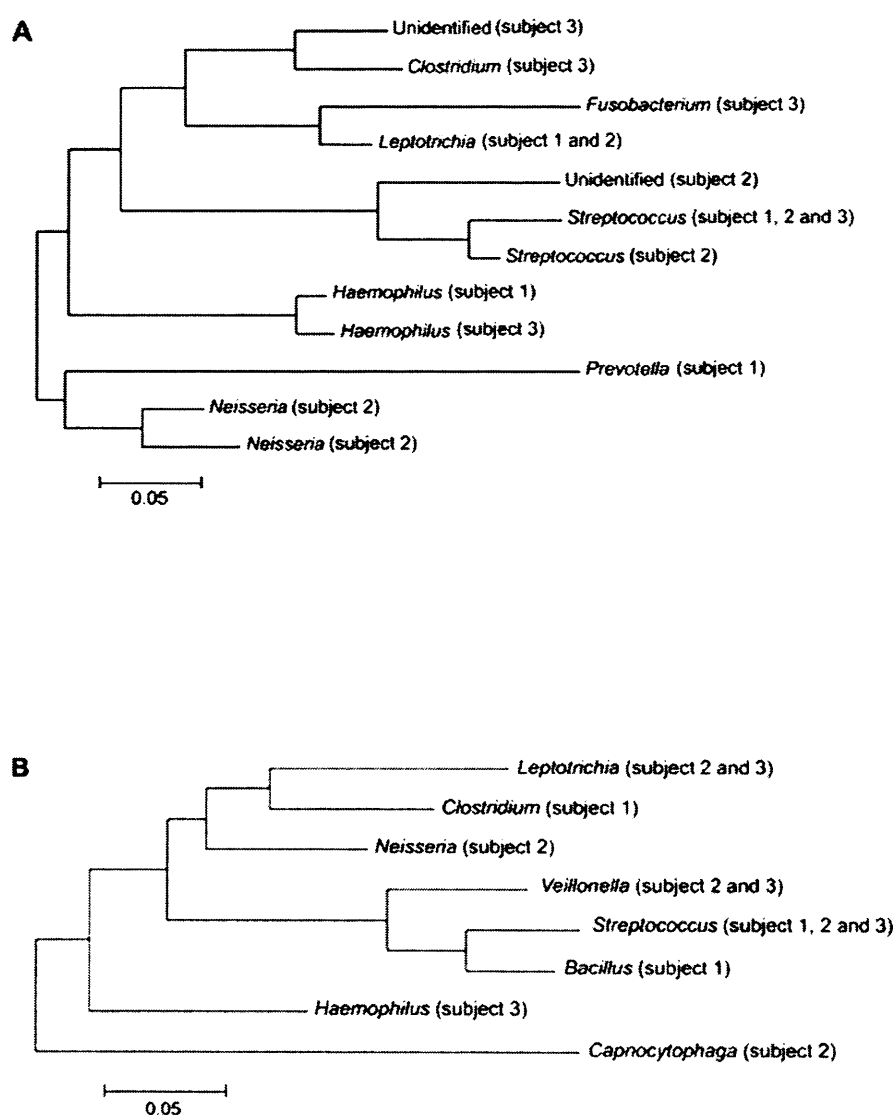 A
Unidentified (subject 3)
Clostridium (subject 3)
Fusobacterium (subject 3)
Leptotrichia (subject 1 and 2)
Unidentified (subject 2)
Streptococcus (subject 1, 2 and 3)
Streptococcus (subject 2)
Haemophilus (subject 1)
Haemophilus (subject 3)
Prevotella (subject 1)
Neisseria (subject 2)
Neisseria (subject 2)
0.05
B
Leptotrichia (subject 2 and 3)
Clostridium (subject 1)
Neisseria (subject 2)
Veillonella (subject 2 and 3)
Streptococcus (subject 1, 2 and 3)
Bacillus (subject 1)
Haemophilus (subject 3)
Capnocytophaga (subject 2)
0.05